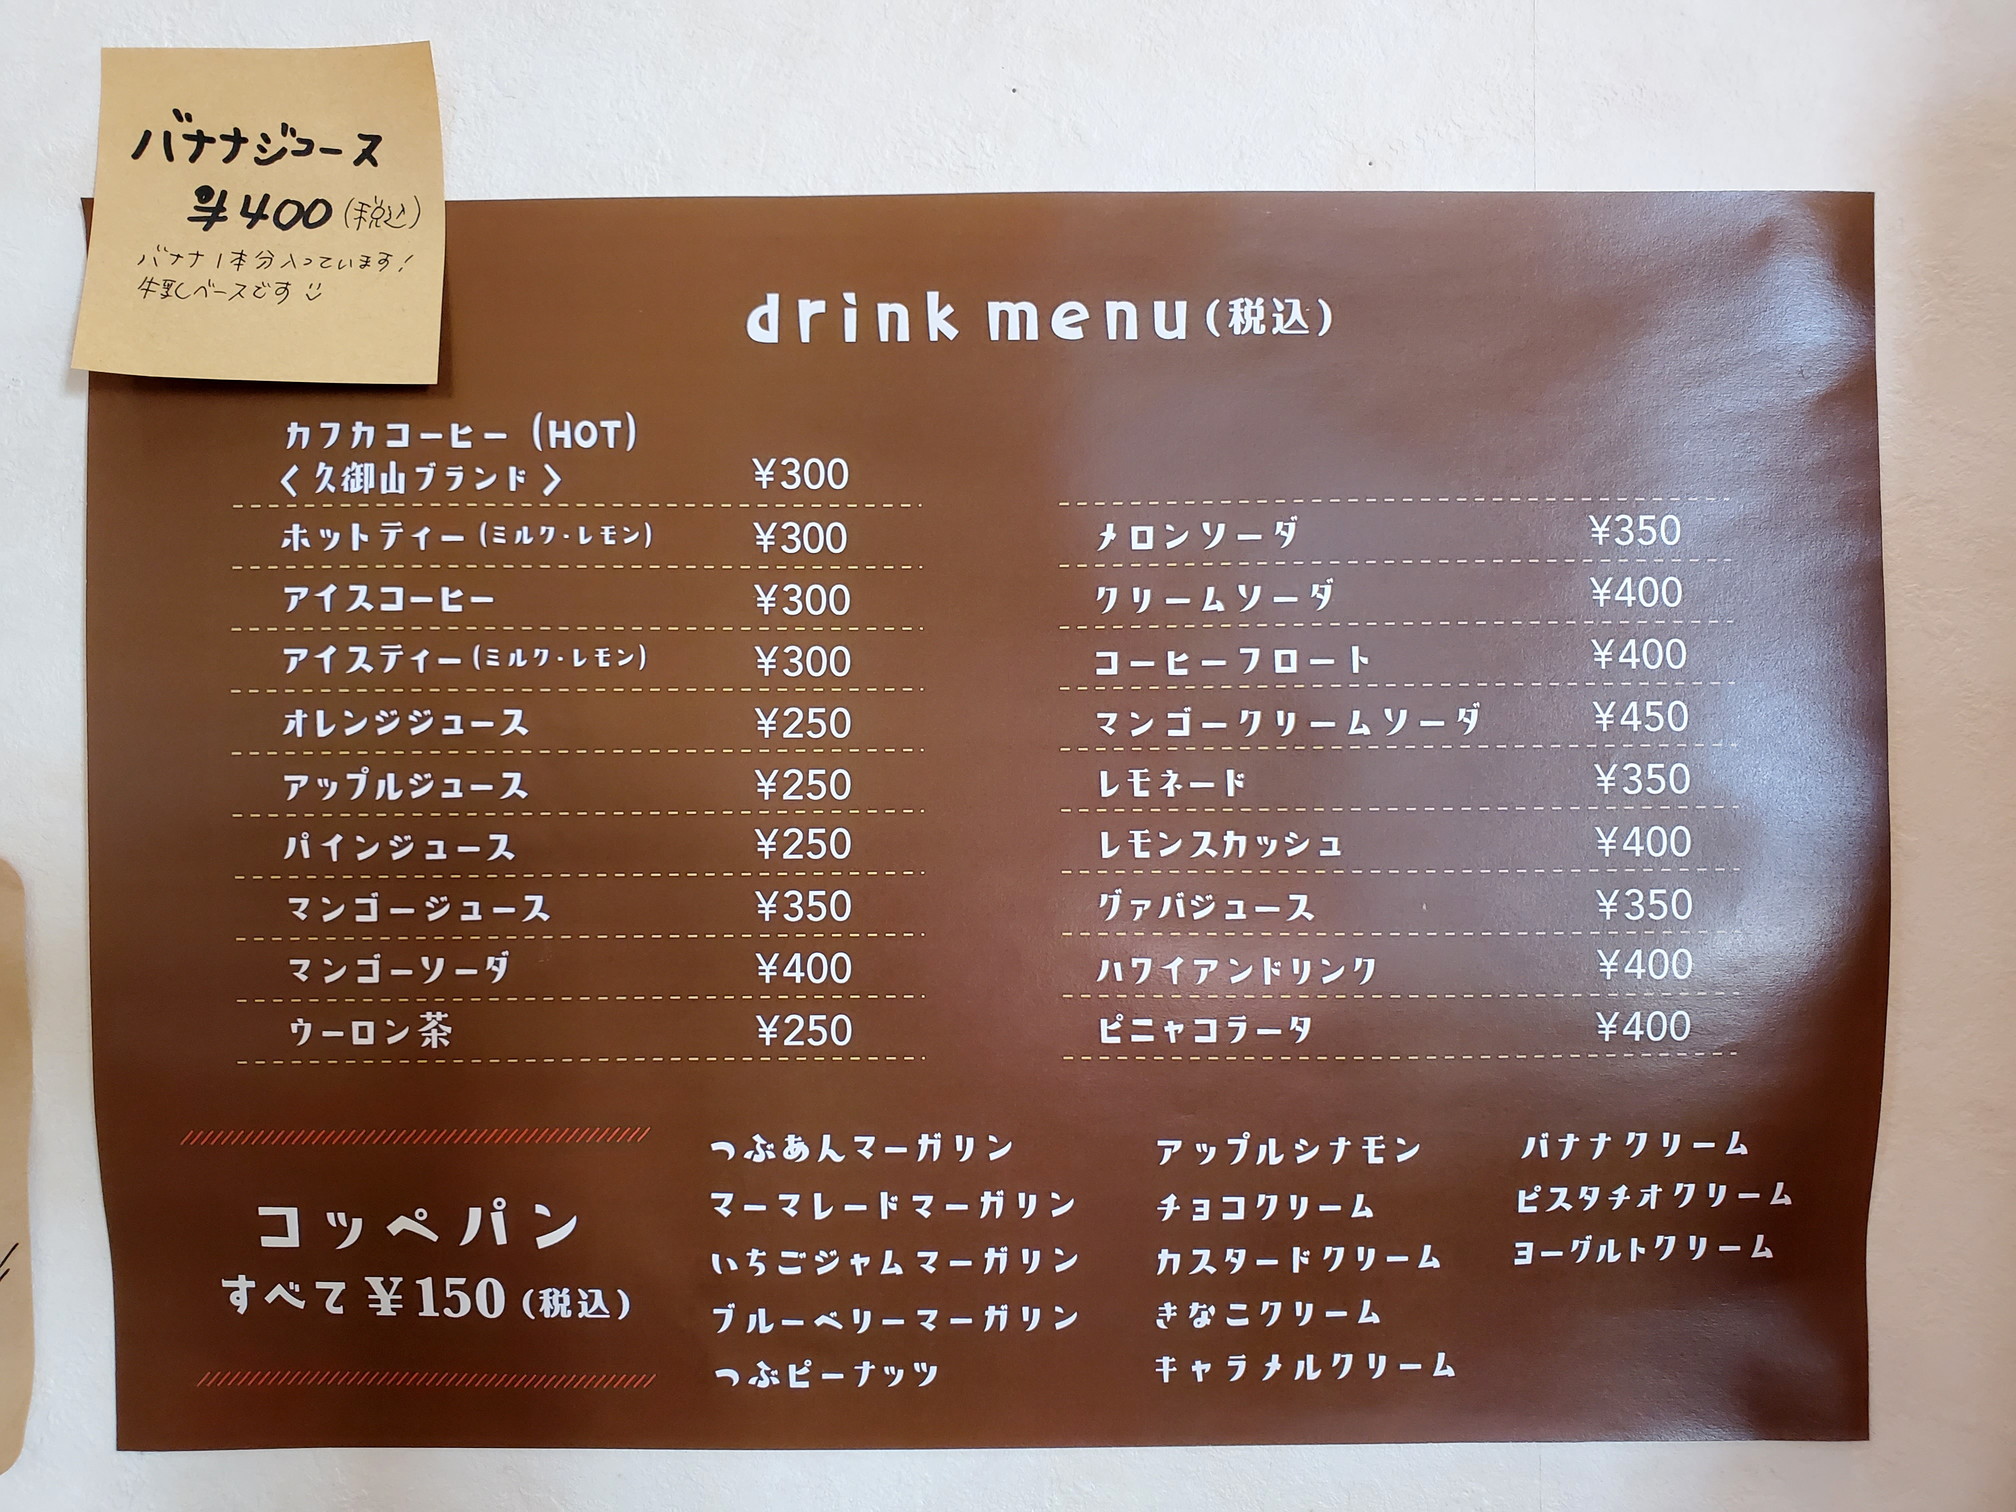 バナナジュース
¥400(税込)
バナナ1本分入っています!
牛乳ベースです
drink menu(税込)
カフカコーヒー (HOT)
〈久御山ブランド〉 ¥300
ホットティー(ミルク・レモン) ¥300
アイスコーヒー ¥300
アイスティー(ミルク・レモン) ¥300
オレンジジュース ¥250
アップルジュース ¥250
パインジュース ¥250
マンゴージュース ¥350
マンゴーソーダ ¥400
ウーロン茶 ¥250
メロンソーダ ¥350
クリームソーダ ¥400
コーヒーフロート ¥400
マンゴークリームソーダ ¥450
レモネード ¥350
レモンスカッシュ ¥400
グァバジュース ¥350
ハワイアンドリンク ¥400
ピニャコラータ ¥400
コッペパン
すべて¥150(税込)
つぶあんマーガリン
マーマレードマーガリン
いちごジャムマーガリン
ブルーベリーマーガリン
つぶピーナッツ
アップルシナモン
チョコクリーム
カスタードクリーム
きなこクリーム
キャラメルクリーム
バナナクリーム
ピスタチオクリーム
ヨーグルトクリーム